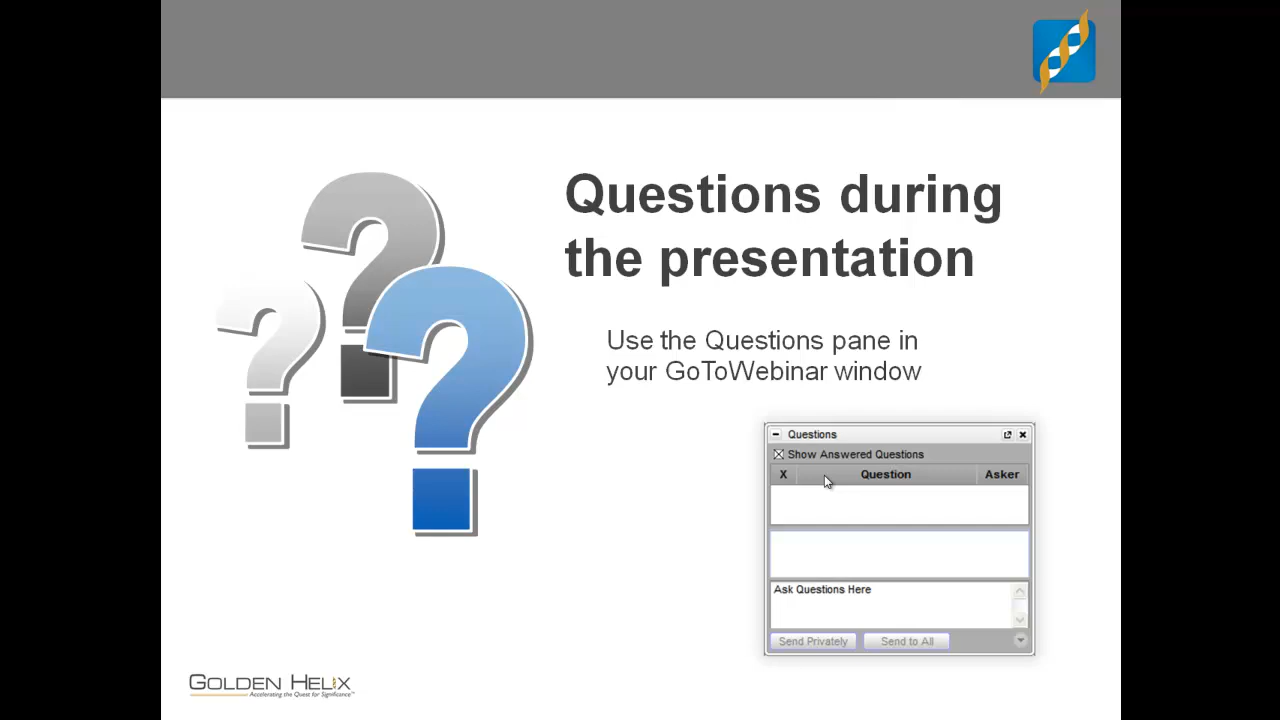 Questions during
the presentation
Use the Questions pane in
your GoToWebinar window
Questions
Show Answered Questions
X Question Asker
Ask Questions Here
Send Privately Send to All
GOLDEN HELIX
Accelerating the Quest for Significance™